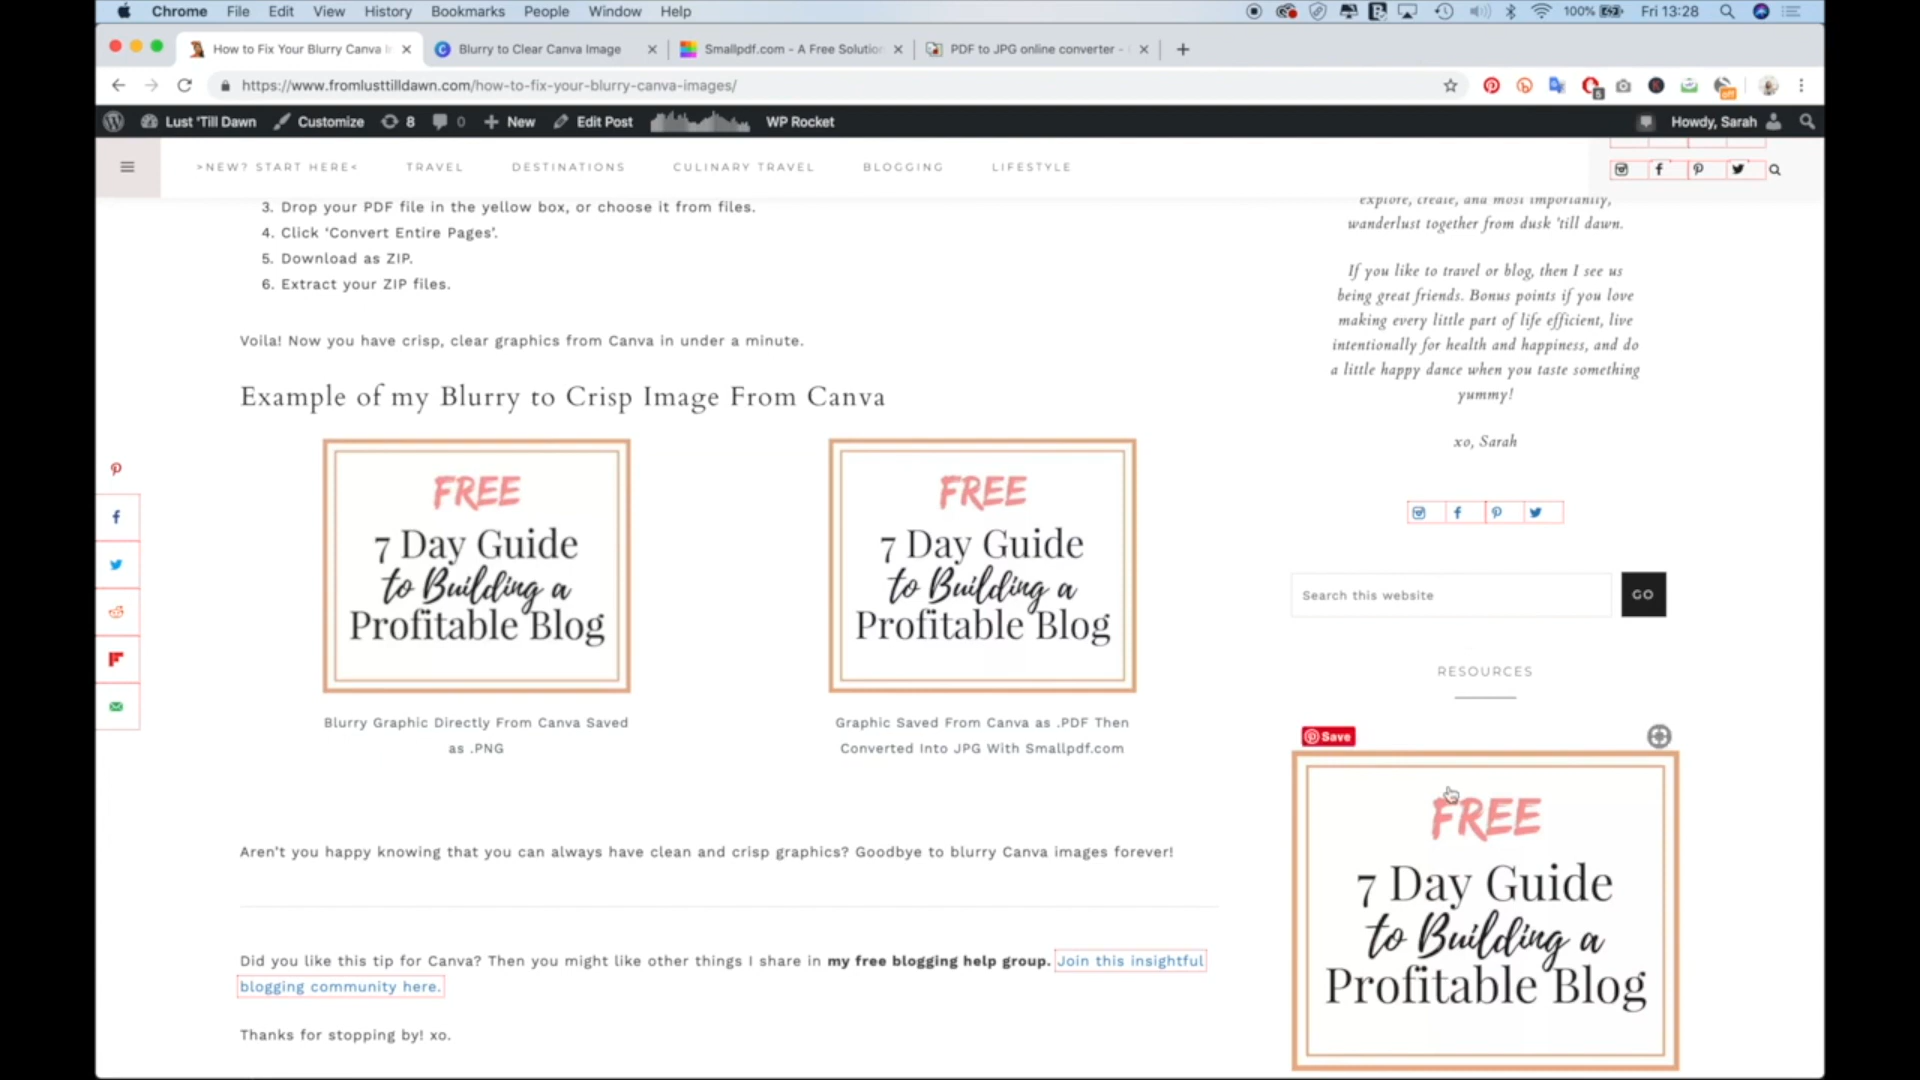 Chrome File Edit View History Bookmarks People Window Help 100% Fri 13:28
How to Fix Your Blurry Canva Blurry to Clear Canva Image Smallpdf.com - A Free Solution PDF to JPG online converter -
https://www.fromlusttilldawn.com/how-to-fix-your-blurry-canva-images/
Lust 'Till Dawn Customize 8 0 New Edit Post WP Rocket Howdy, Sarah
>NEW? START HERE< TRAVEL DESTINATIONS CULINARY TRAVEL BLOGGING LIFESTYLE
3. Drop your PDF file in the yellow box, or choose it from files.
4. Click ‘Convert Entire Pages’.
5. Download as ZIP.
6. Extract your ZIP files.
Voila! Now you have crisp, clear graphics from Canva in under a minute.
Example of my Blurry to Crisp Image From Canva
FREE
7 Day Guide
to Building a
Profitable Blog
Blurry Graphic Directly From Canva Saved
as .PNG
FREE
7 Day Guide
to Building a
Profitable Blog
Graphic Saved From Canva as .PDF Then
Converted Into JPG With Smallpdf.com
Aren't you happy knowing that you can always have clean and crisp graphics? Goodbye to blurry Canva images forever!
Did you like this tip for Canva? Then you might like other things I share in my free blogging help group. Join this insightful
blogging community here.
Thanks for stopping by! xo.
explore, create, and most importantly,
wanderlust together from dusk 'till dawn.
If you like to travel or blog, then I see us
being great friends. Bonus points if you love
making every little part of life efficient, live
intentionally for health and happiness, and do
a little happy dance when you taste something
yummy!
xo, Sarah
Search this website GO
RESOURCES
Save
FREE
7 Day Guide
to Building a
Profitable Blog